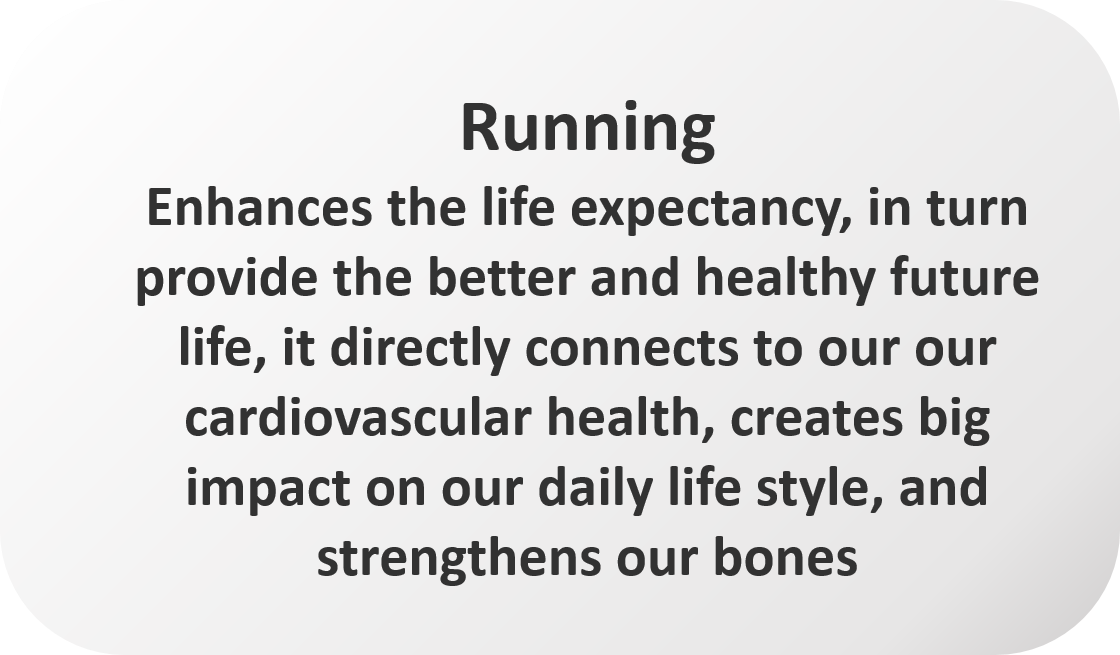 Running
Enhances the life expectancy, in turn
provide the better and healthy future
life, it directly connects to our our
cardiovascular health, creates big
impact on our daily life style, and
strengthens our bones